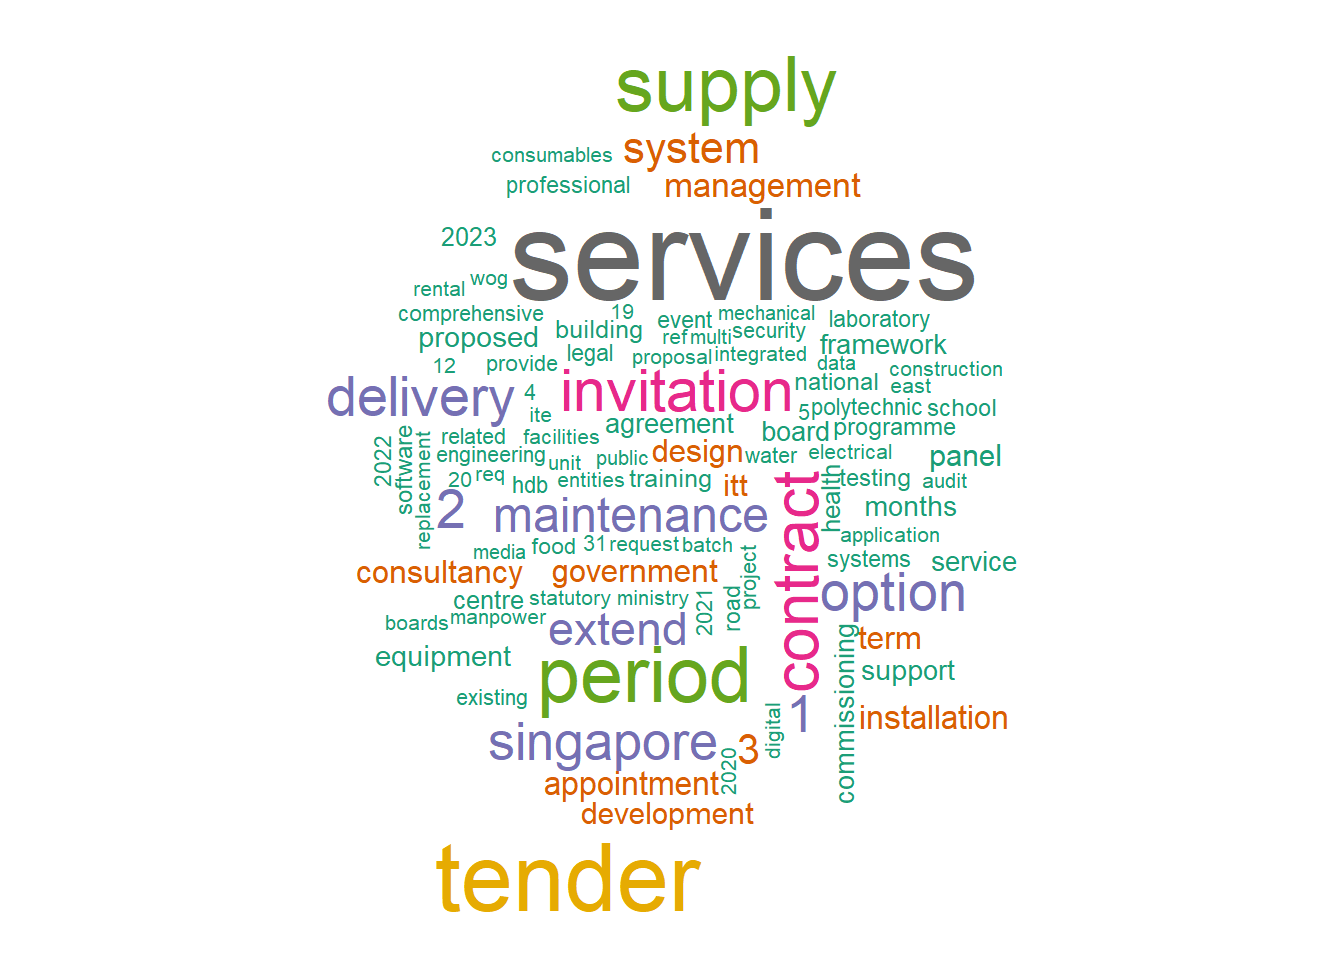 supply
consumables system
professional management
2023 services
rental wog
comprehensive 19 mechanical laboratory
proposed building event ref multi security framework
12 provide legal proposal integrated data construction
delivery 4 invitation national east
ite 5 polytechnic school
2022 software related facilities agreement board programme
replacement engineering unit public design water electrical panel
20 req hdb entities training itt contract health testing audit
2 maintenance months
media food 31 request batch application
consultancy government project systems service
centre statutory ministry 2021 road option
boards manpower extend commissioning term
equipment period support
existing 1 installation
singapore 2020 3 digital
appointment
development
tender